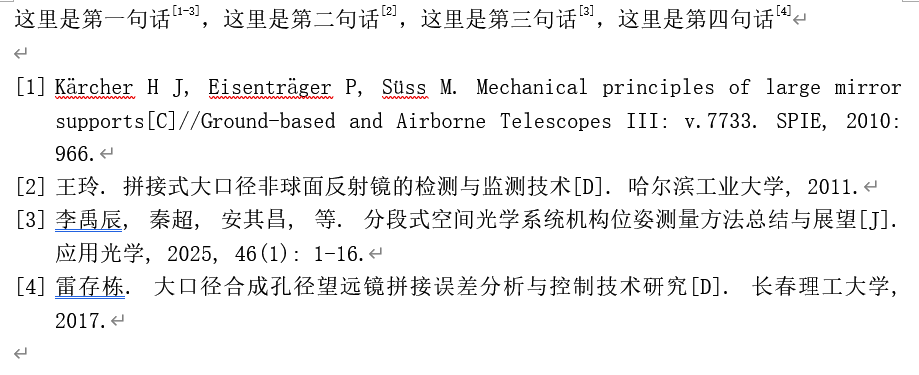 这里是第一句话[1-3]，这里是第二句话[2]，这里是第三句话[3]，这里是第四句话[4]↵
↵
[1] Kärcher H J, Eisenträger P, Süss M. Mechanical principles of large mirror
supports[C]//Ground-based and Airborne Telescopes III: v.7733. SPIE, 2010:
966.↵
[2] 王玲. 拼接式大口径非球面反射镜的检测与监测技术[D]. 哈尔滨工业大学, 2011.↵
[3] 李禹辰, 秦超, 安其昌, 等. 分段式空间光学系统机构位姿测量方法总结与展望[J].
应用光学, 2025, 46(1): 1-16.↵
[4] 雷存栋. 大口径合成孔径望远镜拼接误差分析与控制技术研究[D]. 长春理工大学,
2017.↵
↵